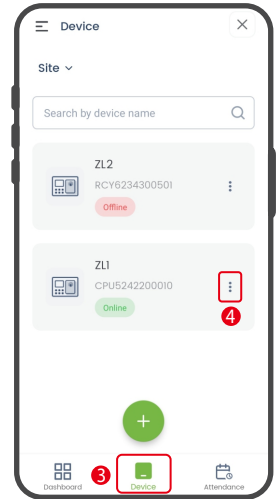 Device
Site
Search by device name
ZL2
RCY6234300501
Offline
ZL1
CPU5242200010
Online
4
3
Dashboard
Device
Attendance